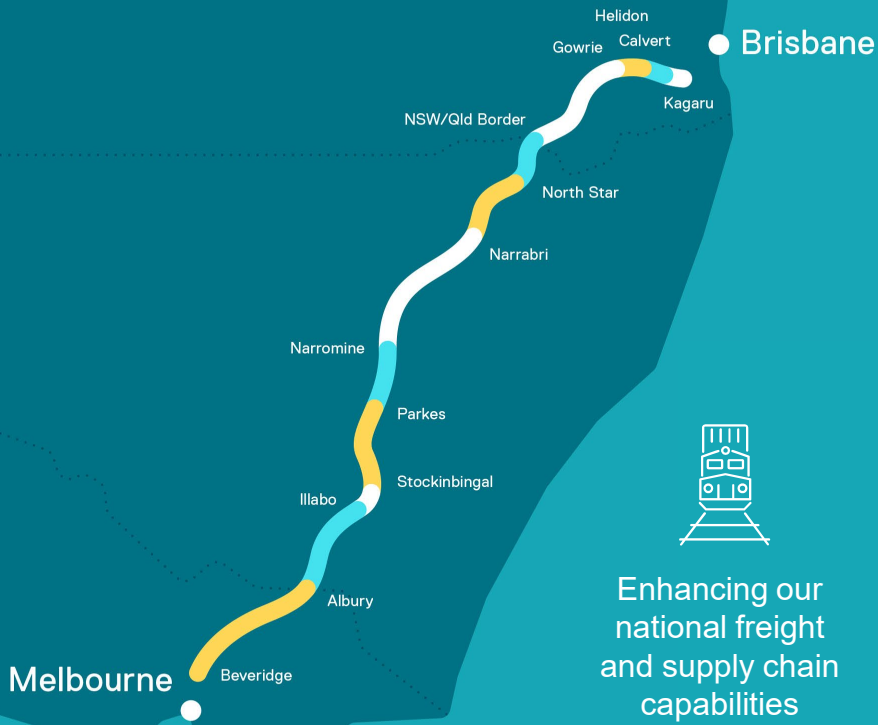 Helidon
Gowrie
Calvert
Brisbane
Kagaru
NSW/Qld Border
North Star
Narrabri
Narromine
Parkes
Stockinbingal
Illabo
Albury
Melbourne
Beveridge
Enhancing our
national freight
and supply chain
capabilities